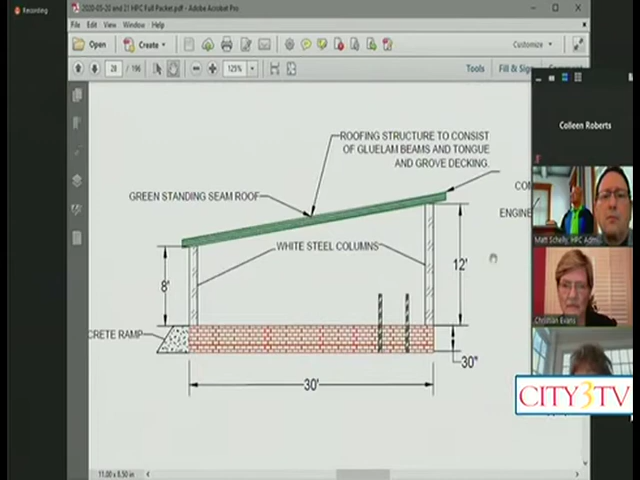 Recording
2020-05-20 and 21 HPC Full Packet.pdf - Adobe Acrobat Pro
File Edit View Window Help
Open
Create
Customize
28 / 196
125%
Tools
Fill & Sign
Comment
Colleen Roberts
ROOFING STRUCTURE TO CONSIST
OF GLUELAM BEAMS AND TONGUE
AND GROVE DECKING.
GREEN STANDING SEAM ROOF
ENGINE
Matt Schelly, HPC Admi
WHITE STEEL COLUMNS
8'
12'
CRETE RAMP
Christian Evans
30"
30'
CITY3TV
11.00 x 8.50 in